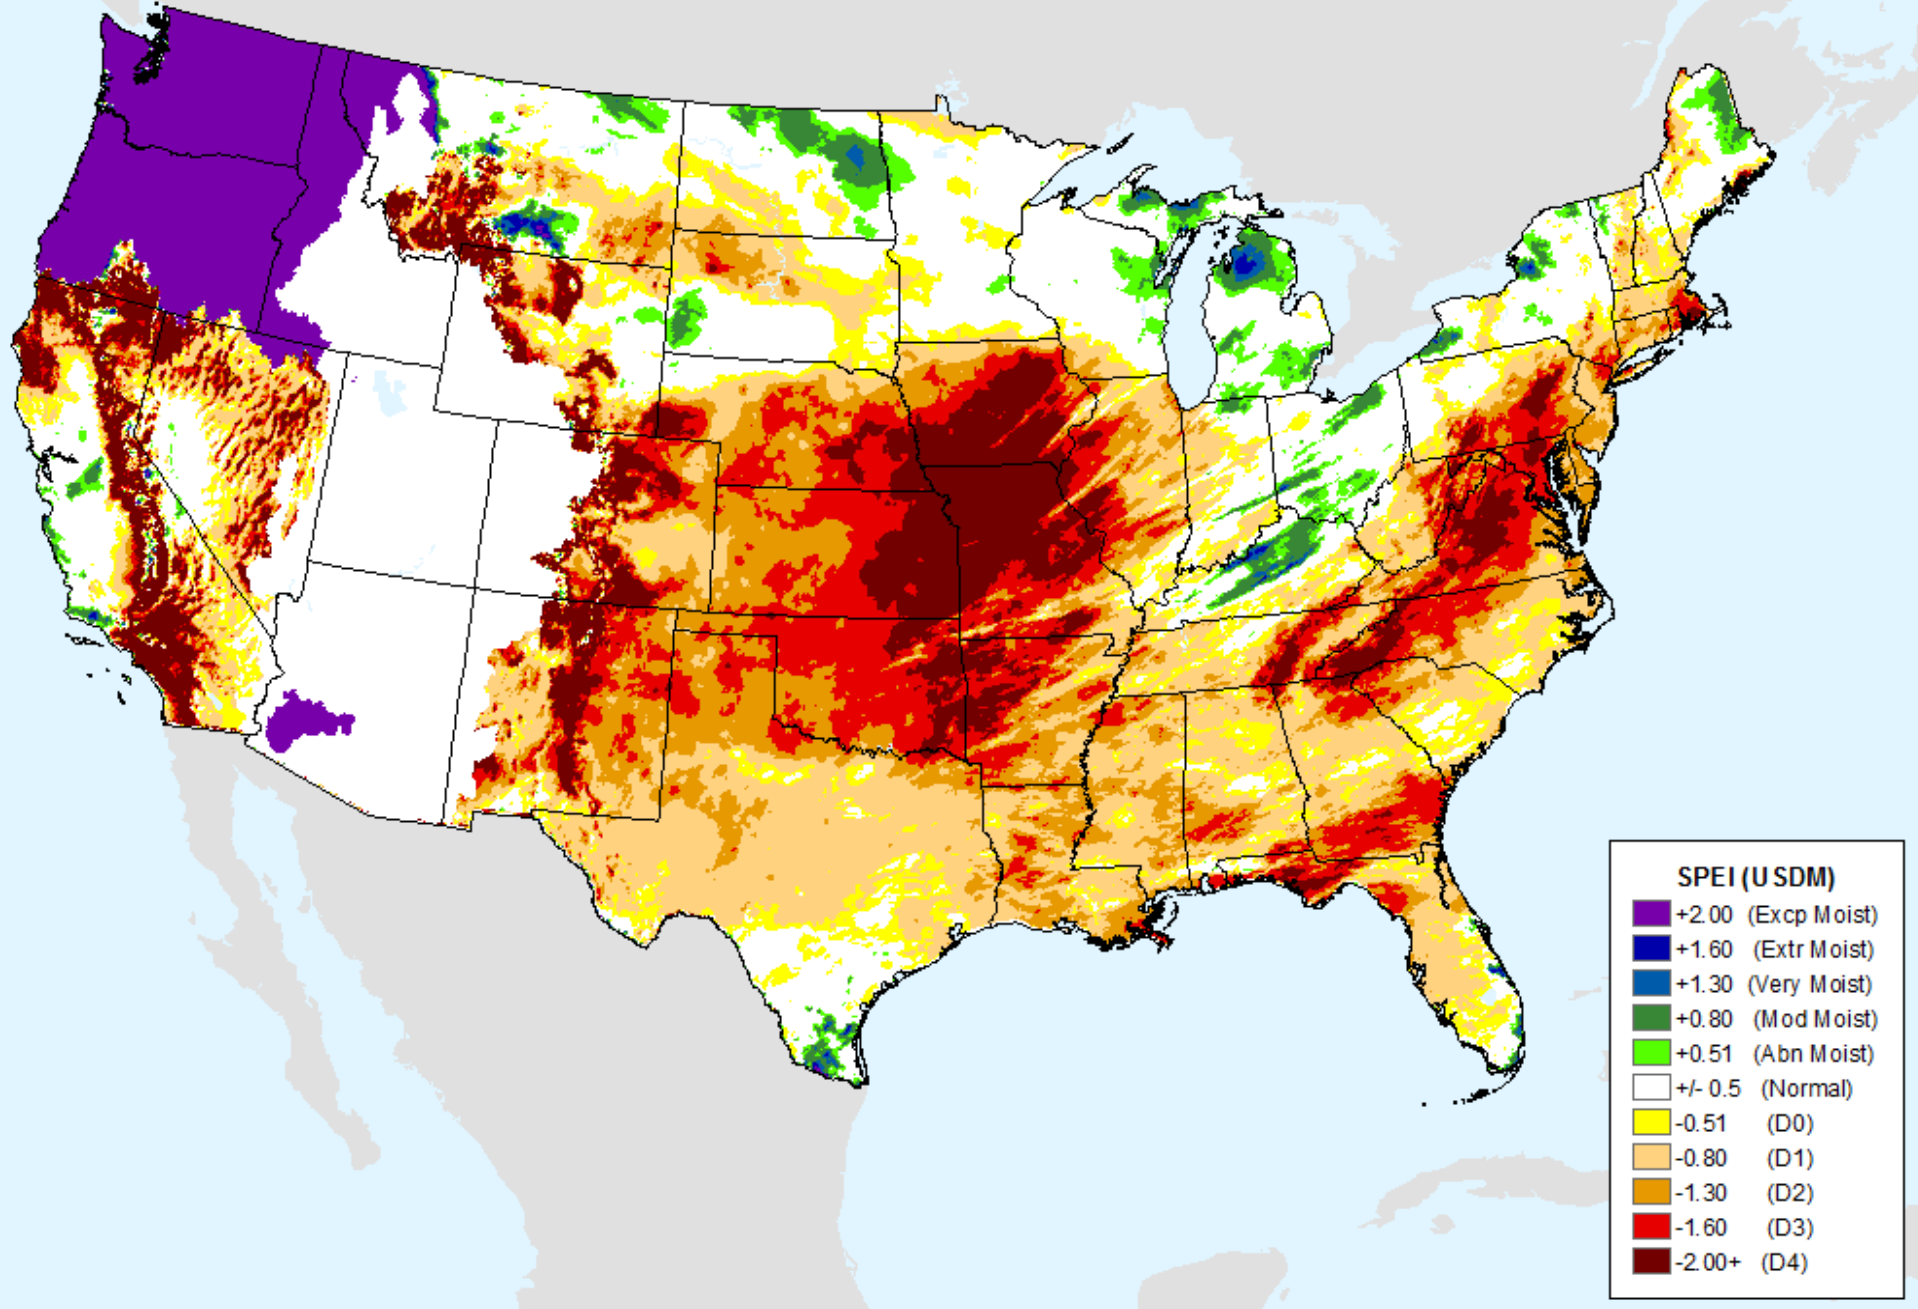 SPEI (USDM)
+2.00 (Excp Moist)
+1.60 (Extr Moist)
+1.30 (Very Moist)
+0.80 (Mod Moist)
+0.51 (Abn Moist)
+/- 0.5 (Normal)
-0.51 (D0)
-0.80 (D1)
-1.30 (D2)
-1.60 (D3)
-2.00+ (D4)